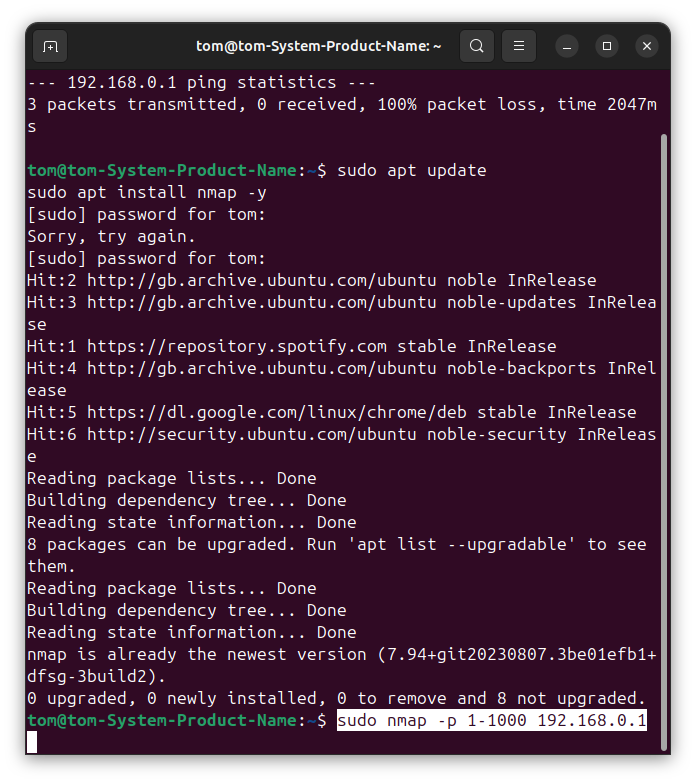 tom@tom-System-Product-Name: ~
--- 192.168.0.1 ping statistics ---
3 packets transmitted, 0 received, 100% packet loss, time 2047m
s
tom@tom-System-Product-Name:~$ sudo apt update
sudo apt install nmap -y
[sudo] password for tom:
Sorry, try again.
[sudo] password for tom:
Hit:2 http://gb.archive.ubuntu.com/ubuntu noble InRelease
Hit:3 http://gb.archive.ubuntu.com/ubuntu noble-updates InRelea
se
Hit:1 https://repository.spotify.com stable InRelease
Hit:4 http://gb.archive.ubuntu.com/ubuntu noble-backports InRel
ease
Hit:5 https://dl.google.com/linux/chrome/deb stable InRelease
Hit:6 http://security.ubuntu.com/ubuntu noble-security InReleas
e
Reading package lists... Done
Building dependency tree... Done
Reading state information... Done
8 packages can be upgraded. Run 'apt list --upgradable' to see
them.
Reading package lists... Done
Building dependency tree... Done
Reading state information... Done
nmap is already the newest version (7.94+git20230807.3be01efb1+
dfsg-3build2).
0 upgraded, 0 newly installed, 0 to remove and 8 not upgraded.
tom@tom-System-Product-Name:~$ sudo nmap -p 1-1000 192.168.0.1